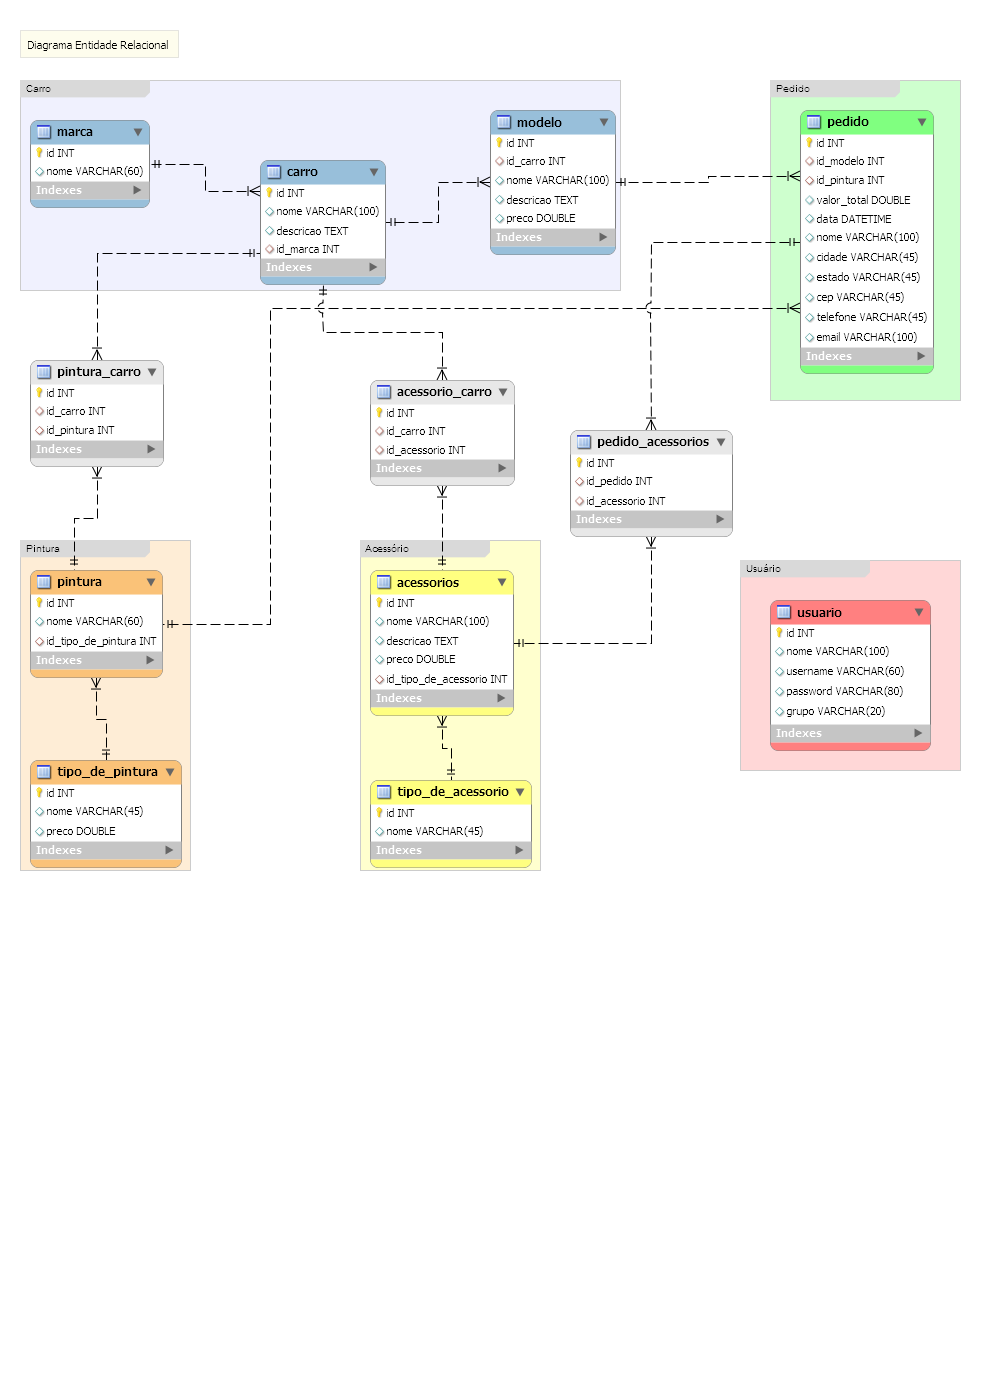 Diagrama Entidade Relacional
Carro
marca
id INT
nome VARCHAR(60)
Indexes
carro
id INT
nome VARCHAR(100)
descricao TEXT
id_marca INT
Indexes
modelo
id INT
id_carro INT
nome VARCHAR(100)
descricao TEXT
preco DOUBLE
Indexes
Pedido
pedido
id INT
id_modelo INT
id_pintura INT
valor_total DOUBLE
data DATETIME
nome VARCHAR(100)
cidade VARCHAR(45)
estado VARCHAR(45)
cep VARCHAR(45)
telefone VARCHAR(45)
email VARCHAR(100)
Indexes
pintura_carro
id INT
id_carro INT
id_pintura INT
Indexes
acessorio_carro
id INT
id_carro INT
id_acessorio INT
Indexes
pedido_acessorios
id INT
id_pedido INT
id_acessorio INT
Indexes
Pintura
pintura
id INT
nome VARCHAR(60)
id_tipo_de_pintura INT
Indexes
tipo_de_pintura
id INT
nome VARCHAR(45)
preco DOUBLE
Indexes
Acessório
acessorios
id INT
nome VARCHAR(100)
descricao TEXT
preco DOUBLE
id_tipo_de_acessorio INT
Indexes
tipo_de_acessorio
id INT
nome VARCHAR(45)
Indexes
Usuário
usuario
id INT
nome VARCHAR(100)
username VARCHAR(60)
password VARCHAR(80)
grupo VARCHAR(20)
Indexes